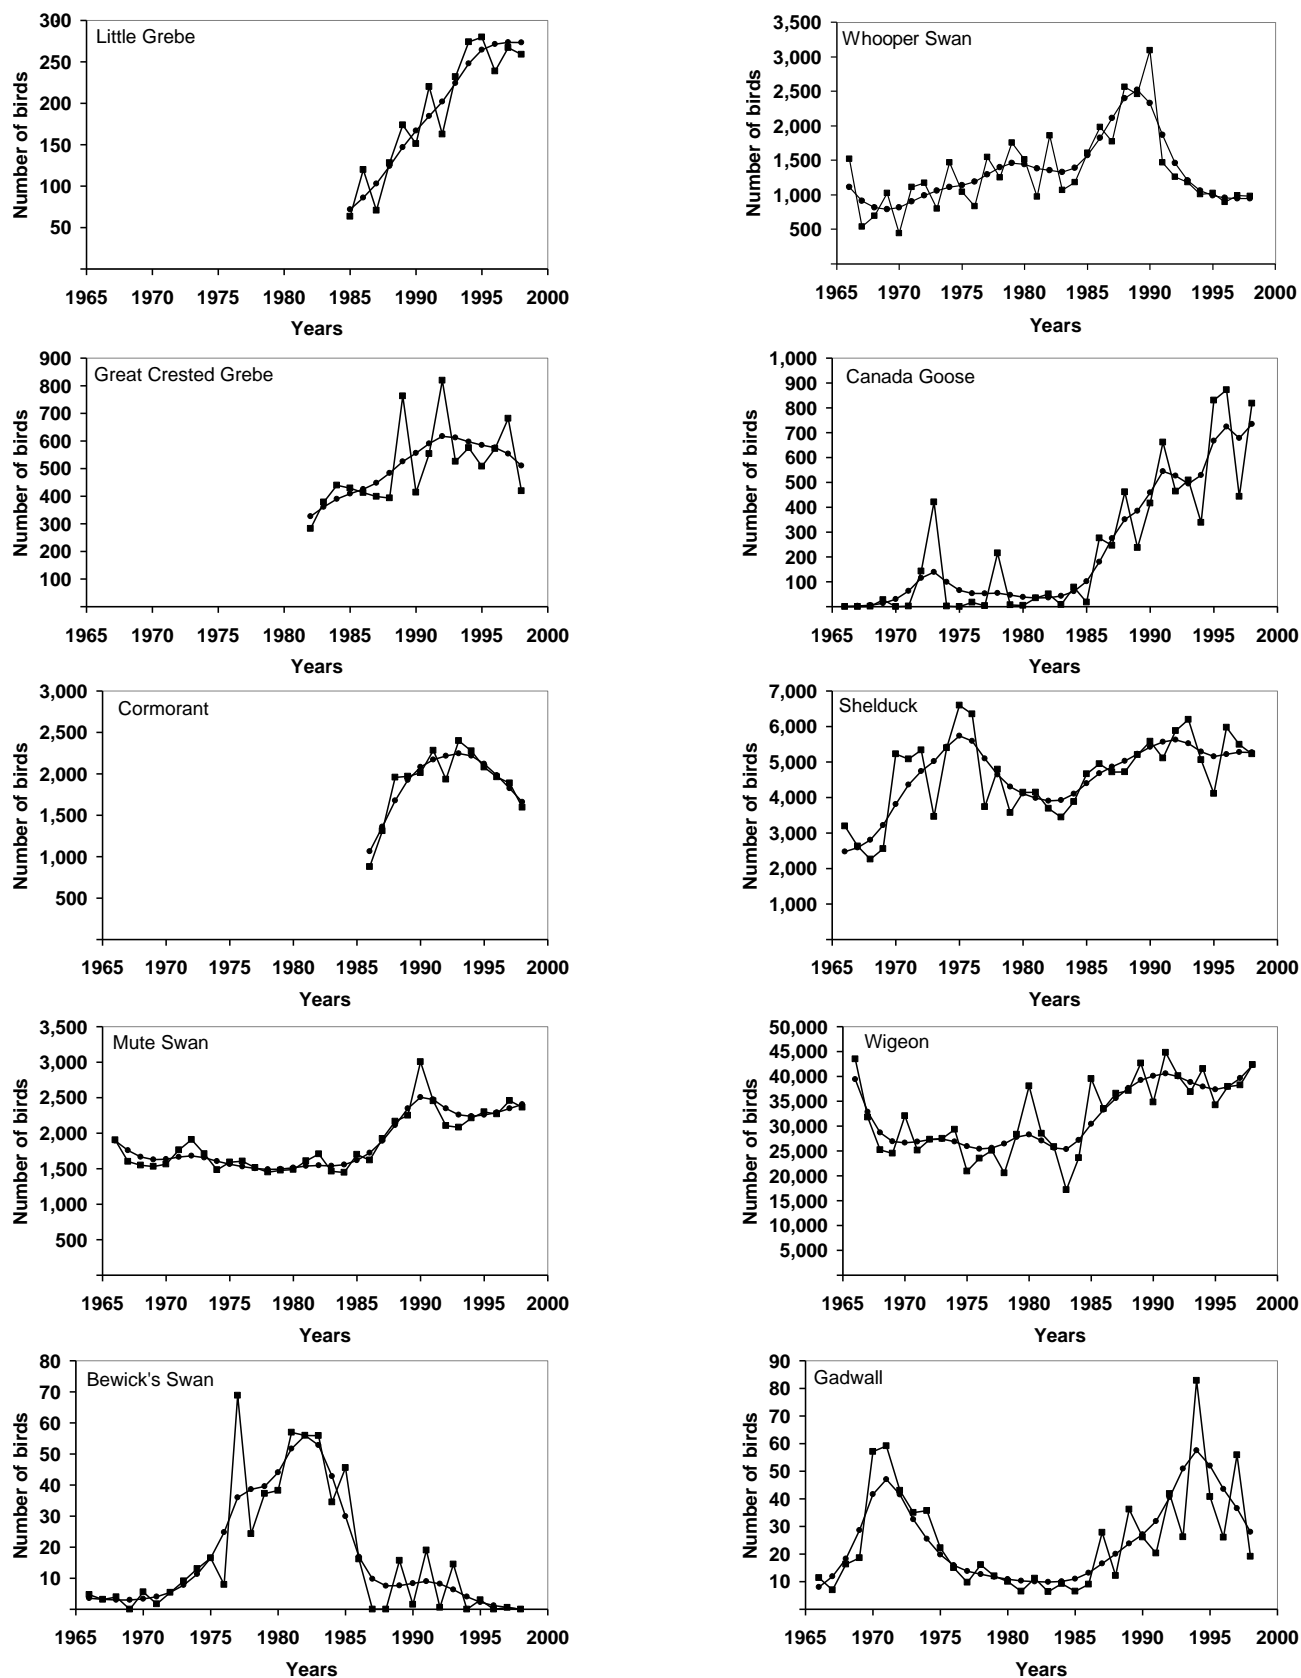 Little Grebe
Number of birds
300
250
200
150
100
50
1965 1970 1975 1980 1985 1990 1995 2000
Years
Whooper Swan
Number of birds
3,500
3,000
2,500
2,000
1,500
1,000
500
1965 1970 1975 1980 1985 1990 1995 2000
Years
Great Crested Grebe
Number of birds
900
800
700
600
500
400
300
200
100
1965 1970 1975 1980 1985 1990 1995 2000
Years
Canada Goose
Number of birds
1,000
900
800
700
600
500
400
300
200
100
1965 1970 1975 1980 1985 1990 1995 2000
Years
Cormorant
Number of birds
3,000
2,500
2,000
1,500
1,000
500
1965 1970 1975 1980 1985 1990 1995 2000
Years
Shelduck
Number of birds
7,000
6,000
5,000
4,000
3,000
2,000
1,000
1965 1970 1975 1980 1985 1990 1995 2000
Years
Mute Swan
Number of birds
3,500
3,000
2,500
2,000
1,500
1,000
500
1965 1970 1975 1980 1985 1990 1995 2000
Years
Wigeon
Number of birds
50,000
45,000
40,000
35,000
30,000
25,000
20,000
15,000
10,000
5,000
1965 1970 1975 1980 1985 1990 1995 2000
Years
Bewick's Swan
Number of birds
80
70
60
50
40
30
20
10
1965 1970 1975 1980 1985 1990 1995 2000
Years
Gadwall
Number of birds
90
80
70
60
50
40
30
20
10
1965 1970 1975 1980 1985 1990 1995 2000
Years